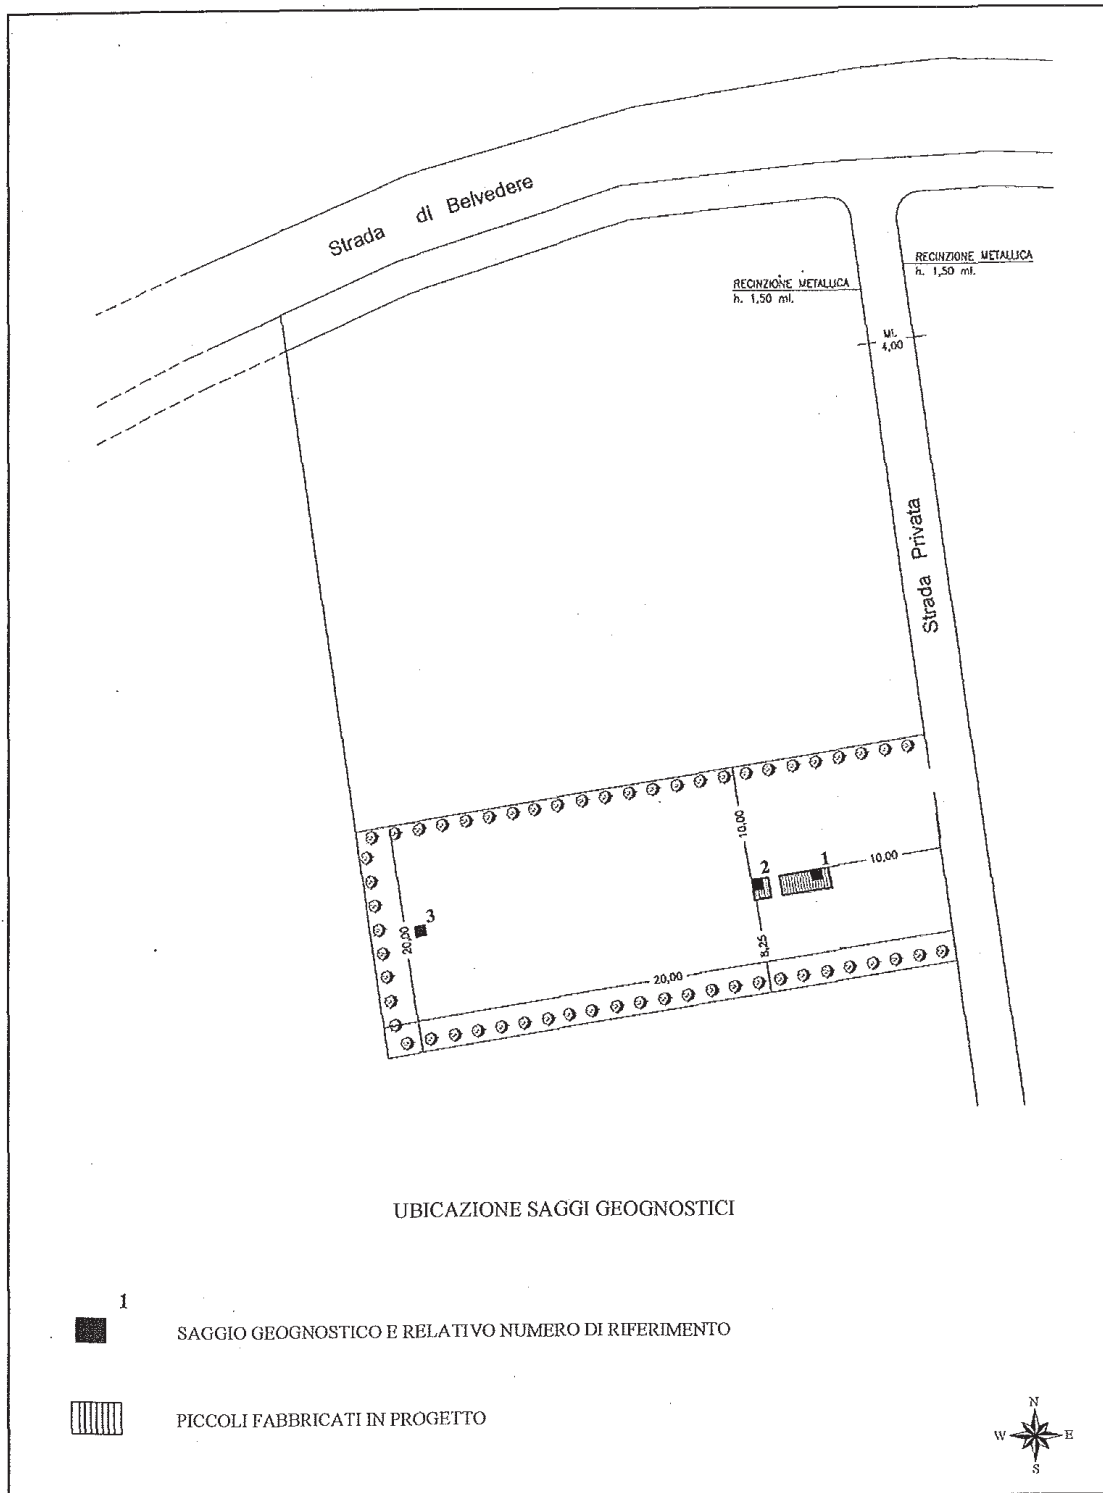 Strada di Belvedere
RECINZIONE METALLICA
h. 1,50 ml.
RECINZIONE METALLICA
h. 1,50 ml.
ML.
4,00
Strada Privata
10,00
2
1
10,00
3
20,00
8,25
20,00
UBICAZIONE SAGGI GEOGNOSTICI
1
SAGGIO GEOGNOSTICO E RELATIVO NUMERO DI RIFERIMENTO
PICCOLI FABBRICATI IN PROGETTO
N
W E
S